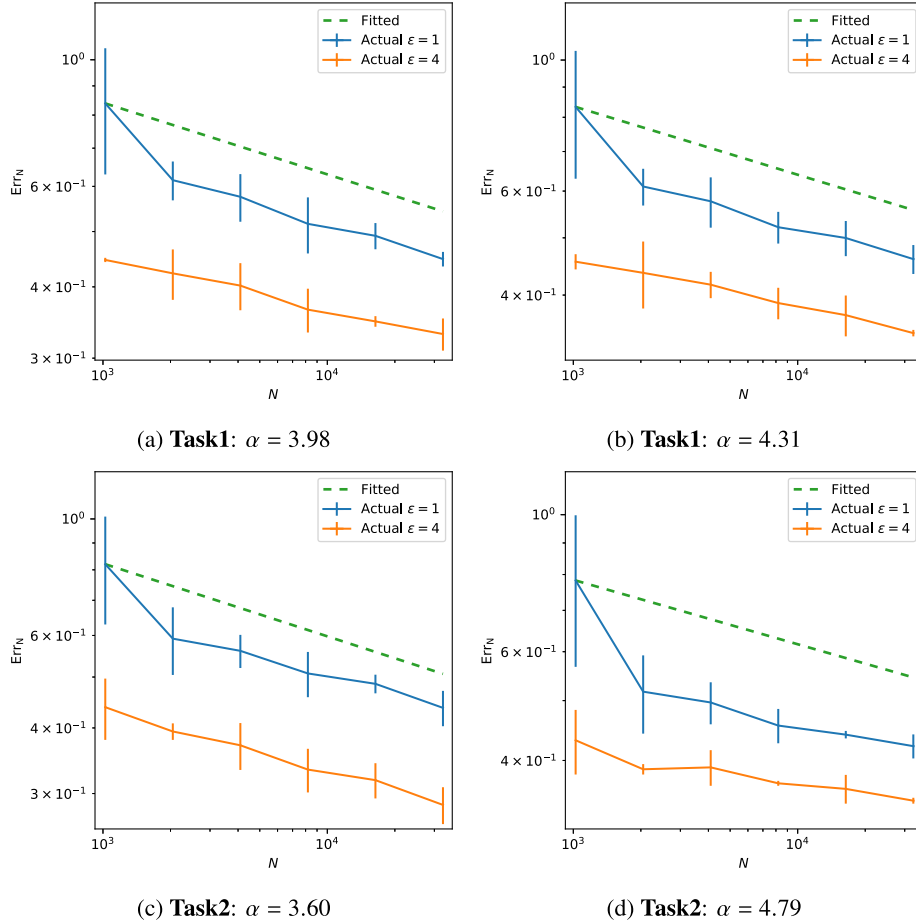 Fitted
Actual ε = 1
Actual ε = 4
10⁰
6 × 10⁻¹
4 × 10⁻¹
3 × 10⁻¹
Err_N
10³
10⁴
N
(a) Task1: α = 3.98
Fitted
Actual ε = 1
Actual ε = 4
10⁰
6 × 10⁻¹
4 × 10⁻¹
Err_N
10³
10⁴
N
(b) Task1: α = 4.31
Fitted
Actual ε = 1
Actual ε = 4
10⁰
6 × 10⁻¹
4 × 10⁻¹
3 × 10⁻¹
Err_N
10³
10⁴
N
(c) Task2: α = 3.60
Fitted
Actual ε = 1
Actual ε = 4
10⁰
6 × 10⁻¹
4 × 10⁻¹
Err_N
10³
10⁴
N
(d) Task2: α = 4.79